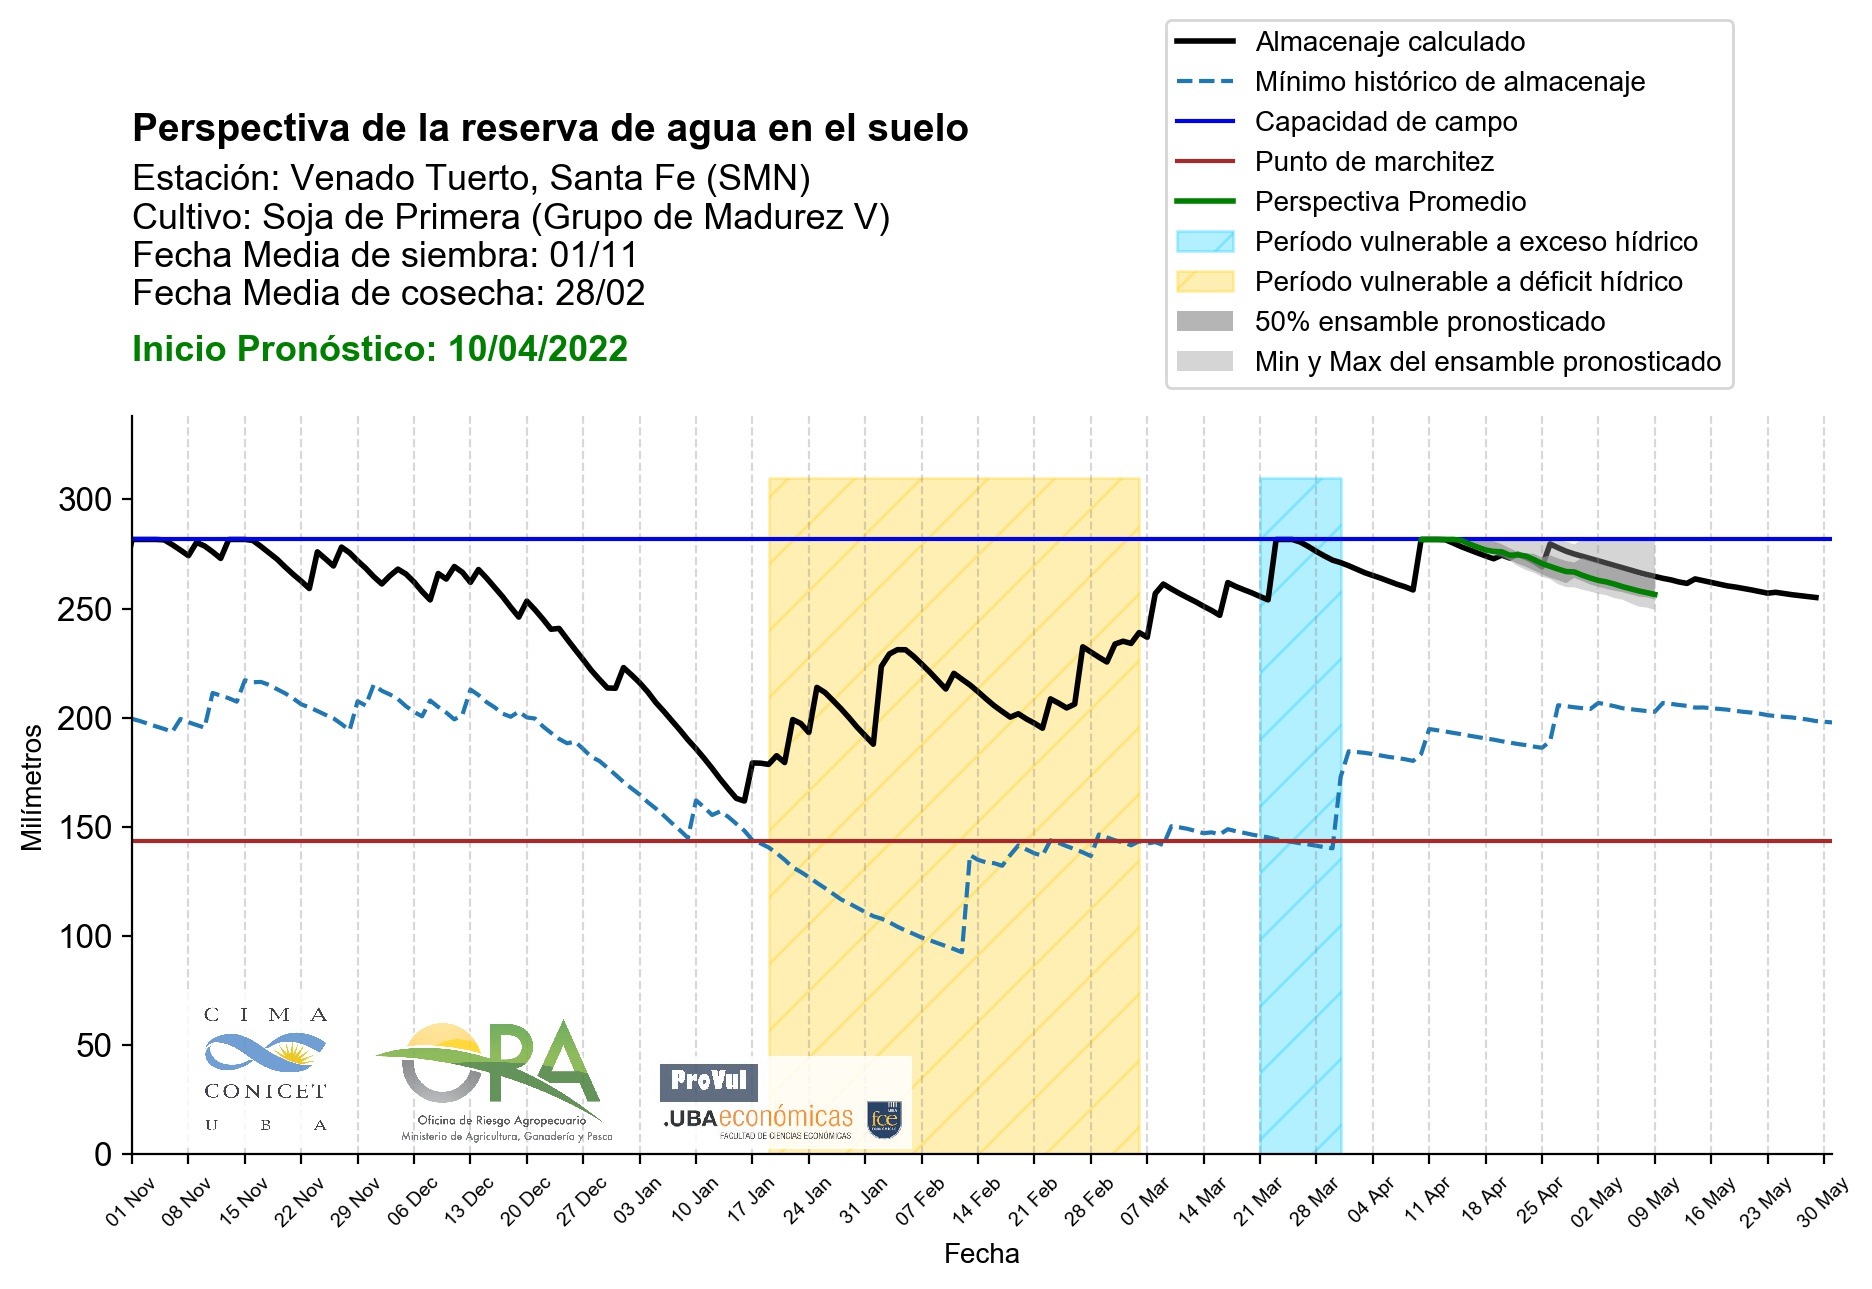 Almacenaje calculado
Mínimo histórico de almacenaje
Capacidad de campo
Punto de marchitez
Perspectiva Promedio
Período vulnerable a exceso hídrico
Período vulnerable a déficit hídrico
50% ensamble pronosticado
Min y Max del ensamble pronosticado
Perspectiva de la reserva de agua en el suelo
Estación: Venado Tuerto, Santa Fe (SMN)
Cultivo: Soja de Primera (Grupo de Madurez V)
Fecha Media de siembra: 01/11
Fecha Media de cosecha: 28/02
Inicio Pronóstico: 10/04/2022
300
250
200
150
100
50
0
Milímetros
CIMA
CONICET
UBA
ORA
Oficina de Riesgo Agropecuario
Ministerio de Agricultura, Ganadería y Pesca
ProVul
.UBAeconómicas
FACULTAD DE CIENCIAS ECONÓMICAS
UBA
fce
01 Nov
08 Nov
15 Nov
22 Nov
29 Nov
06 Dec
13 Dec
20 Dec
27 Dec
03 Jan
10 Jan
17 Jan
24 Jan
31 Jan
07 Feb
14 Feb
21 Feb
28 Feb
07 Mar
14 Mar
21 Mar
28 Mar
04 Apr
11 Apr
18 Apr
25 Apr
02 May
09 May
16 May
23 May
30 May
Fecha